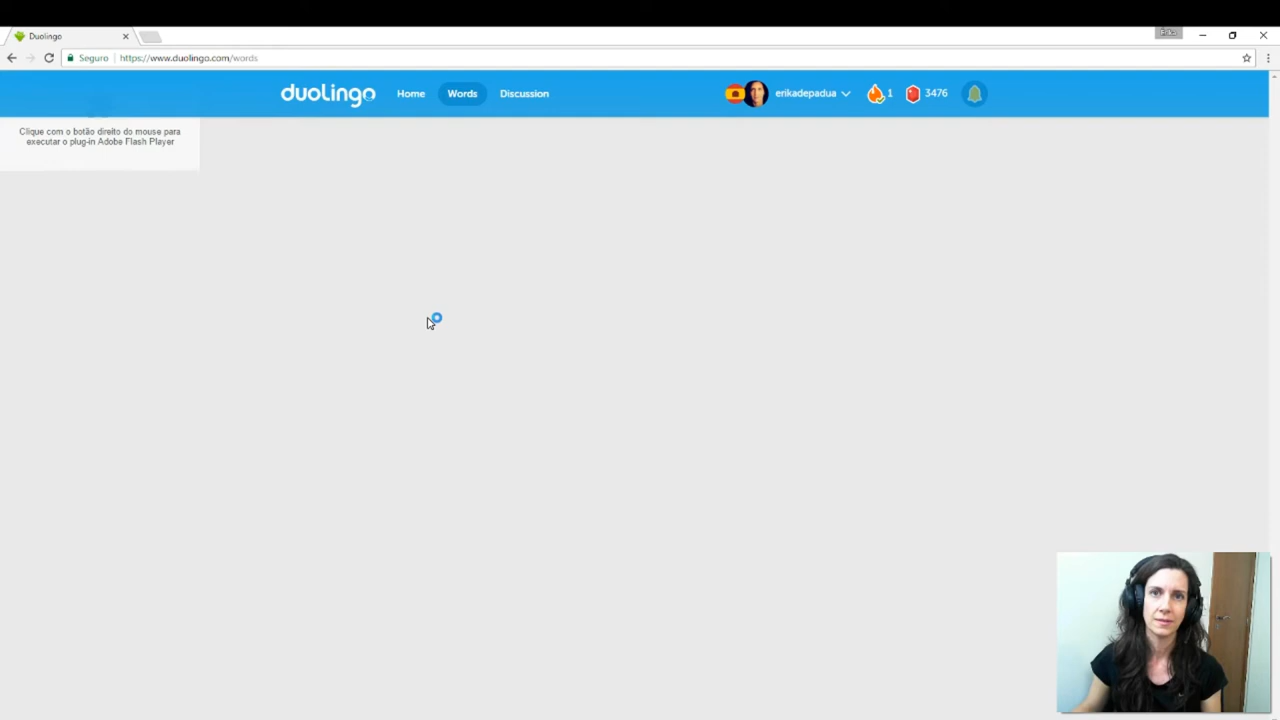 Duolingo
Seguro
https://www.duolingo.com/words
duolingo
Home
Words
Discussion
erikadepadua
1
3476
Clique com o botão direito do mouse para
executar o plug-in Adobe Flash Player